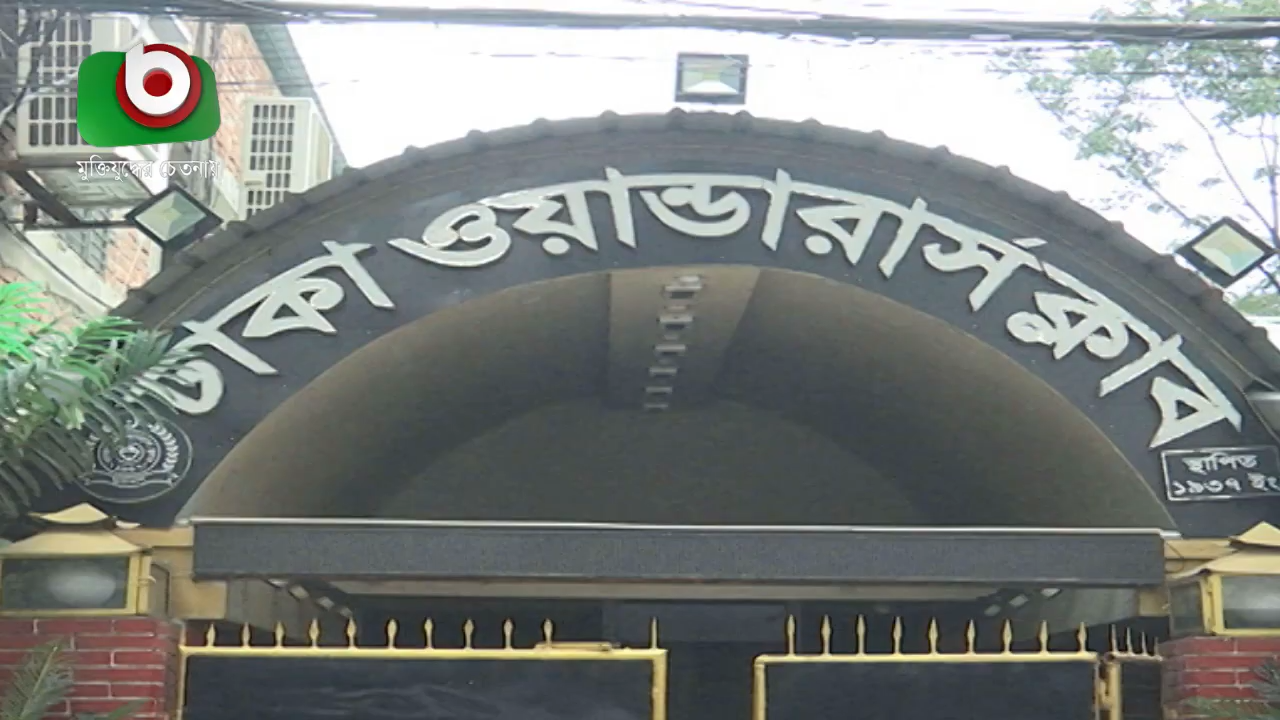 মুক্তিযুদ্ধের চেতনায়
ঢাকা ওয়ান্ডারার্স ক্লাব
স্থাপিত
১৯৩৭ ইং